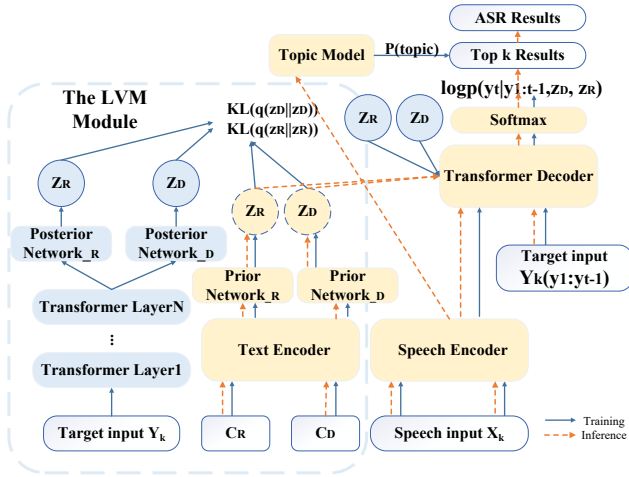 ASR Results
Topic Model
P(topic)
Top k Results
logp(yt|y1:t-1,zD, zR)
The LVM
Module
KL(q(zD||zD))
KL(q(zR||zR))
ZR
ZD
Softmax
Transformer Decoder
ZR
ZD
ZR
ZD
Posterior
Network_R
Posterior
Network_D
Prior
Network_R
Prior
Network_D
Target input
Yk(y1:yt-1)
Transformer LayerN
...
Transformer Layer1
Text Encoder
Speech Encoder
Target input Yk
CR
CD
Speech input Xk
Training
Inference